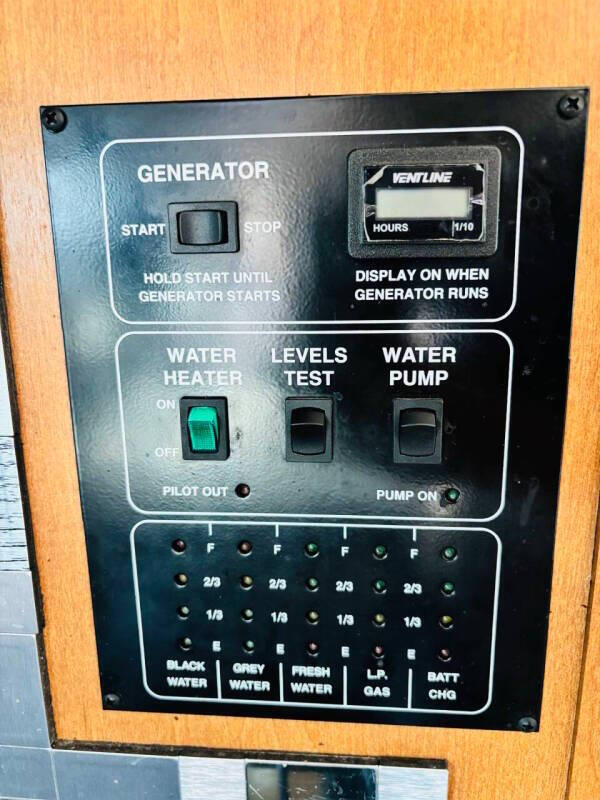 GENERATOR
START STOP
HOLD START UNTIL
GENERATOR STARTS
VENTLINE
HOURS 1/10
DISPLAY ON WHEN
GENERATOR RUNS
WATER HEATER
ON
OFF
PILOT OUT
LEVELS TEST
WATER PUMP
PUMP ON
F F F F
2/3 2/3 2/3 2/3
1/3 1/3 1/3 1/3
E E E E
BLACK WATER
GREY WATER
FRESH WATER
L.P. GAS
BATT CHG